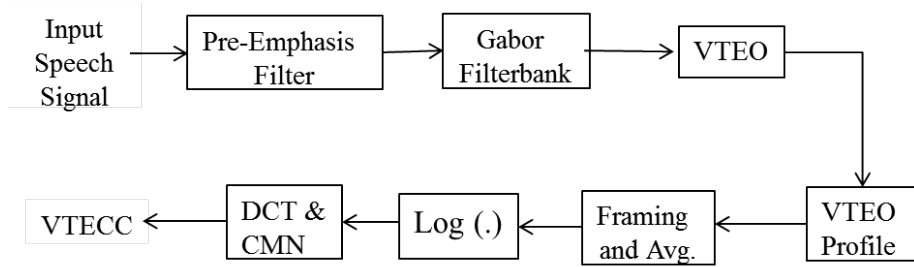 Input
Speech
Signal
Pre-Emphasis
Filter
Gabor
Filterbank
VTEO
VTEO
Profile
Framing
and Avg.
Log (.)
DCT &
CMN
VTECC